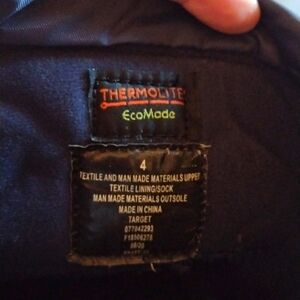 THERMOLITE
EcoMade
4
TEXTILE AND MAN MADE MATERIALS UPPER
TEXTILE LINING/SOCK
MAN MADE MATERIALS OUTSOLE
MADE IN CHINA
TARGET
077042293